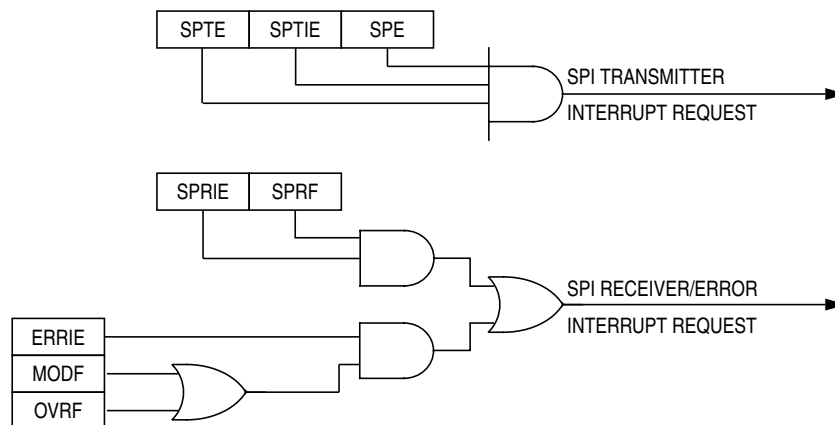 SPTE SPTIE SPE
SPI TRANSMITTER
INTERRUPT REQUEST
SPRIE SPRF
SPI RECEIVER/ERROR
INTERRUPT REQUEST
ERRIE
MODF
OVRF